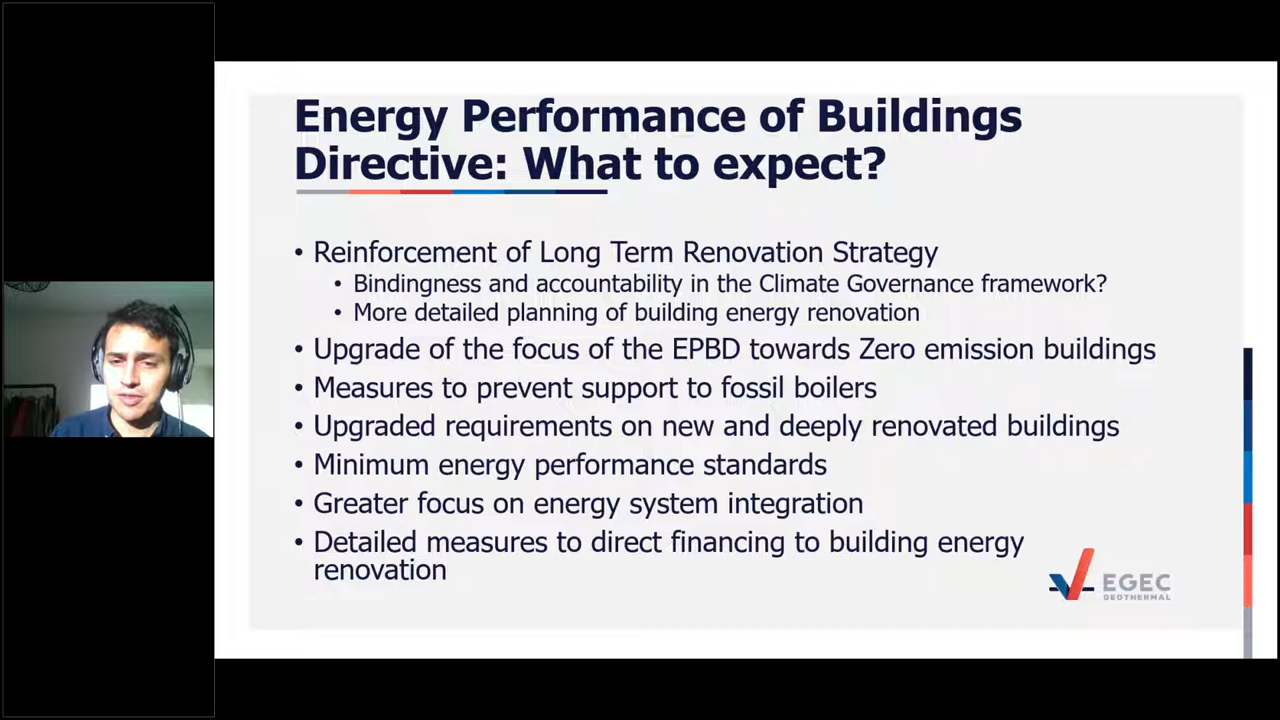 Energy Performance of Buildings
Directive: What to expect?
• Reinforcement of Long Term Renovation Strategy
• Bindingness and accountability in the Climate Governance framework?
• More detailed planning of building energy renovation
• Upgrade of the focus of the EPBD towards Zero emission buildings
• Measures to prevent support to fossil boilers
• Upgraded requirements on new and deeply renovated buildings
• Minimum energy performance standards
• Greater focus on energy system integration
• Detailed measures to direct financing to building energy
renovation
EGEC
GEOTHERMAL